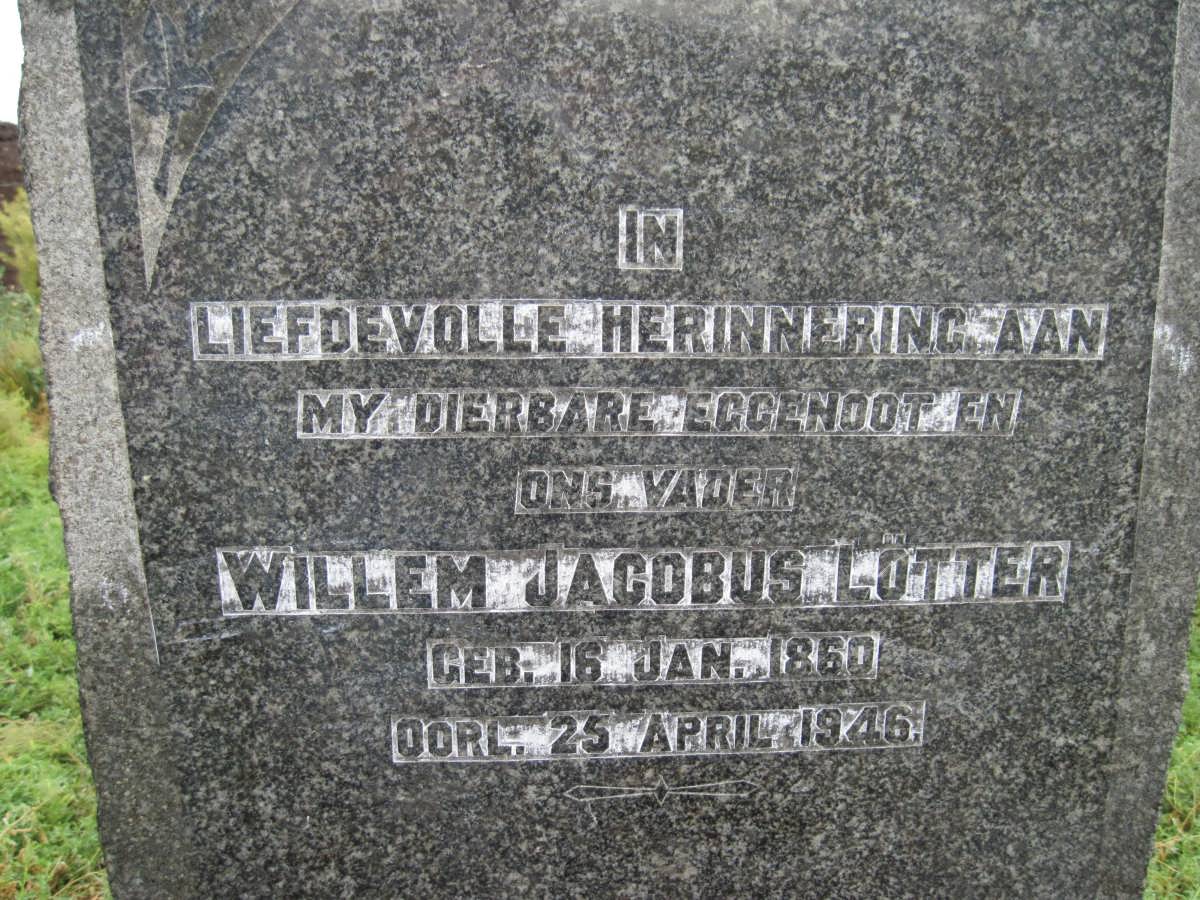 IN
LIEFDEVOLLE HERINNERING AAN
MY DIERBARE EGGENOOT EN
ONS VADER
WILLEM JACOBUS LÖTTER
GEB. 16 JAN. 1860
OORL. 25 APRIL 1946.